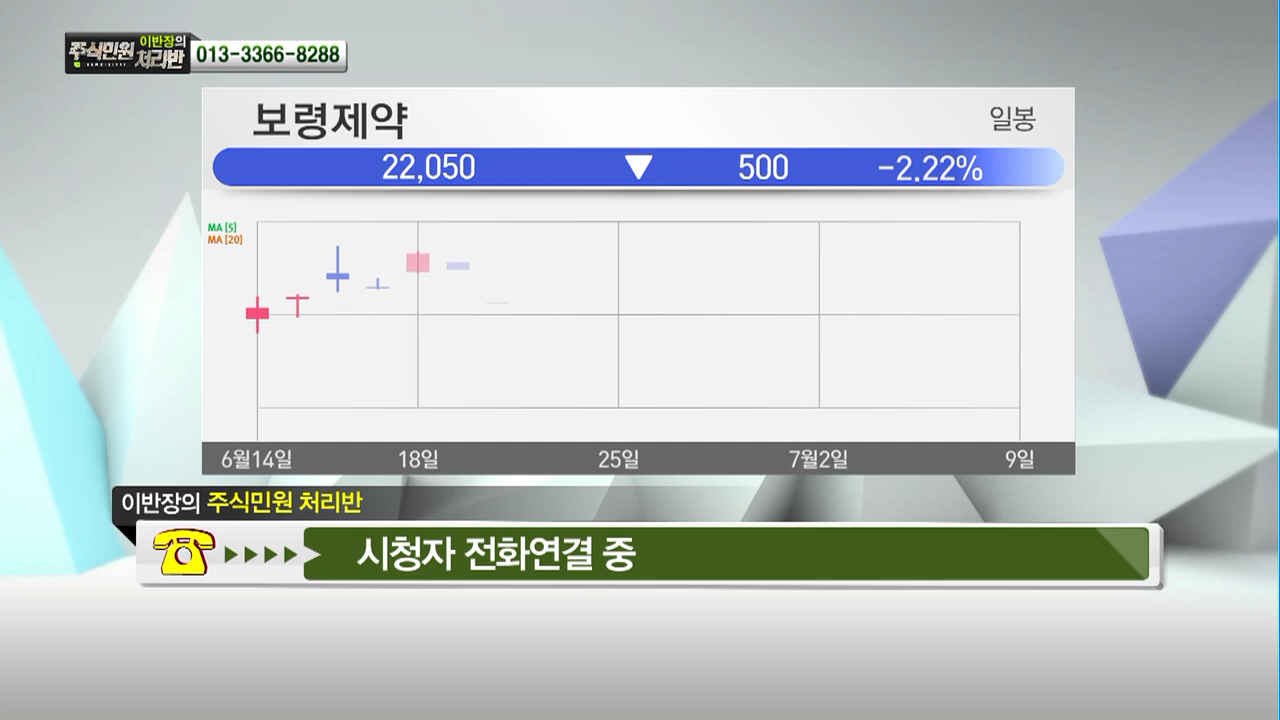 주식민원
이반장의
처리반
013-3366-8288
보령제약
일봉
22,050 ▼ 500 -2.22%
MA [5]
MA [20]
6월14일 18일 25일 7월2일 9일
이반장의 주식민원 처리반
시청자 전화연결 중